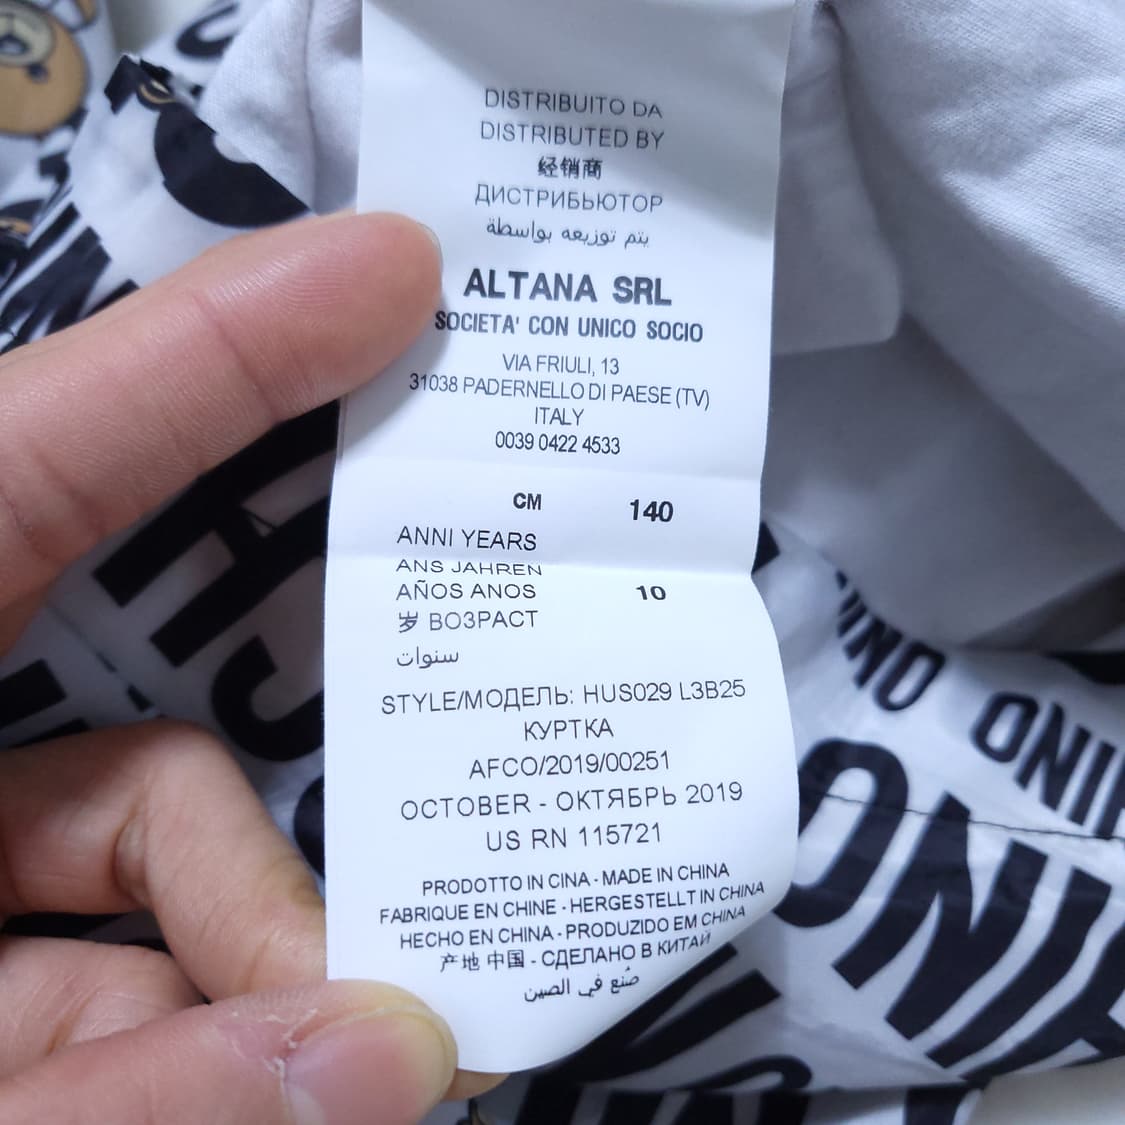 DISTRIBUITO DA
DISTRIBUTED BY
经销商
ДИСТРИБЬЮТОР
يتم توزيعه بواسطة
ALTANA SRL
SOCIETA' CON UNICO SOCIO
VIA FRIULI, 13
31038 PADERNELLO DI PAESE (TV)
ITALY
0039 0422 4533
CM 140
ANNI YEARS
ANS JAHREN
AÑOS ANOS 10
岁 ВОЗРАСТ
سنوات
STYLE/МОДЕЛЬ: HUS029 L3B25
КУРТКА
AFCO/2019/00251
OCTOBER - ОКТЯБРЬ 2019
US RN 115721
PRODOTTO IN CINA - MADE IN CHINA
FABRIQUE EN CHINE - HERGESTELLT IN CHINA
HECHO EN CHINA - PRODUZIDO EM CHINA
产地 中国 - СДЕЛАНО В КИТАЙ
صُنع في الصين